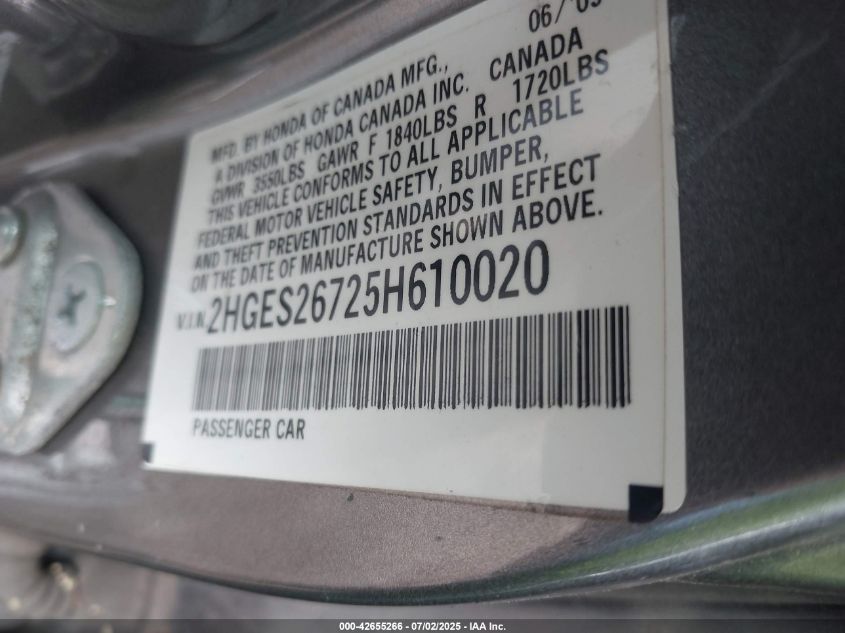 06/05
MFD. BY HONDA OF CANADA MFG.,
A DIVISION OF HONDA CANADA INC. CANADA
GVWR 3550LBS GAWR F 1840LBS R 1720LBS
THIS VEHICLE CONFORMS TO ALL APPLICABLE
FEDERAL MOTOR VEHICLE SAFETY, BUMPER,
AND THEFT PREVENTION STANDARDS IN EFFECT
ON THE DATE OF MANUFACTURE SHOWN ABOVE.
V.I.N. 2HGES26725H610020
PASSENGER CAR
000-42655266 - 07/02/2025 - IAA Inc.